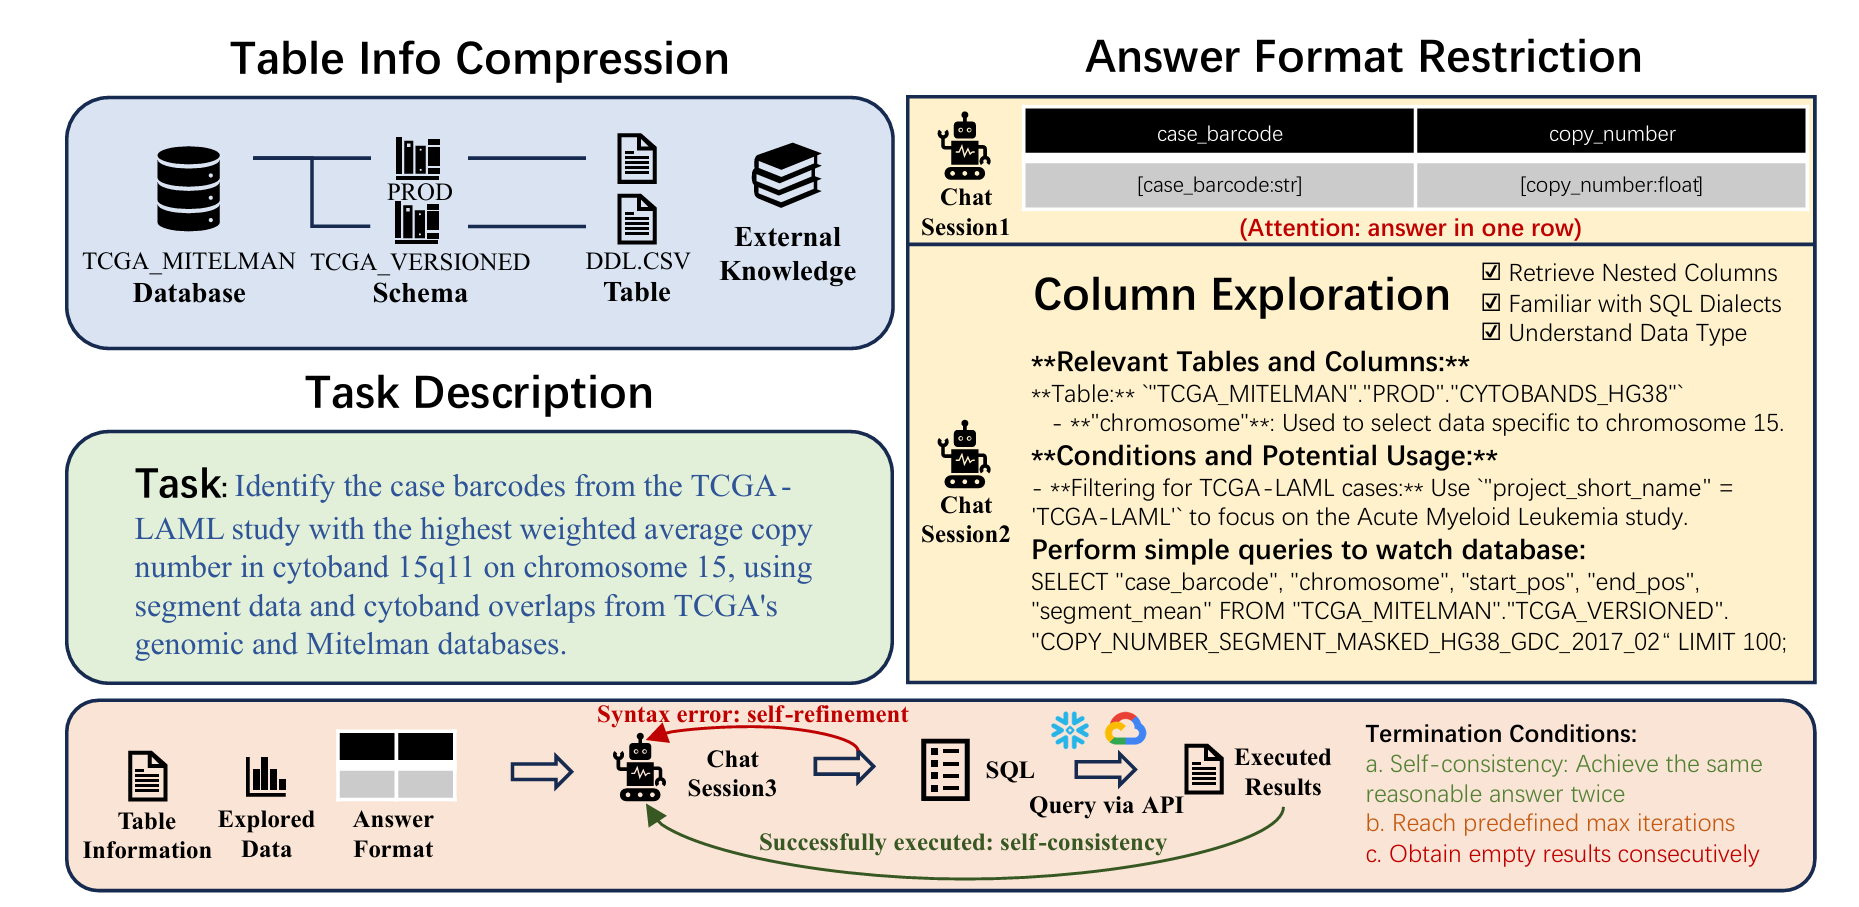 Table Info Compression
TCGA_MITELMAN
Database
PROD
TCGA_VERSIONED
Schema
DDL.CSV
Table
External
Knowledge
Task Description
Task: Identify the case barcodes from the TCGA-
LAML study with the highest weighted average copy
number in cytoband 15q11 on chromosome 15, using
segment data and cytoband overlaps from TCGA's
genomic and Mitelman databases.
Answer Format Restriction
Chat
Session1
case_barcode copy_number
[case_barcode:str] [copy_number:float]
(Attention: answer in one row)
Column Exploration
☑ Retrieve Nested Columns
☑ Familiar with SQL Dialects
☑ Understand Data Type
Chat
Session2
**Relevant Tables and Columns:**
**Table:** `"TCGA_MITELMAN"."PROD"."CYTOBANDS_HG38"`
- **"chromosome"**: Used to select data specific to chromosome 15.
**Conditions and Potential Usage:**
- **Filtering for TCGA-LAML cases:** Use `"project_short_name" =
'TCGA-LAML'` to focus on the Acute Myeloid Leukemia study.
Perform simple queries to watch database:
SELECT "case_barcode", "chromosome", "start_pos", "end_pos",
"segment_mean" FROM "TCGA_MITELMAN"."TCGA_VERSIONED".
"COPY_NUMBER_SEGMENT_MASKED_HG38_GDC_2017_02“ LIMIT 100;
Table
Information
Explored
Data
Answer
Format
Syntax error: self-refinement
Chat
Session3
SQL
Query via API
Executed
Results
Successfully executed: self-consistency
Termination Conditions:
a. Self-consistency: Achieve the same
reasonable answer twice
b. Reach predefined max iterations
c. Obtain empty results consecutively